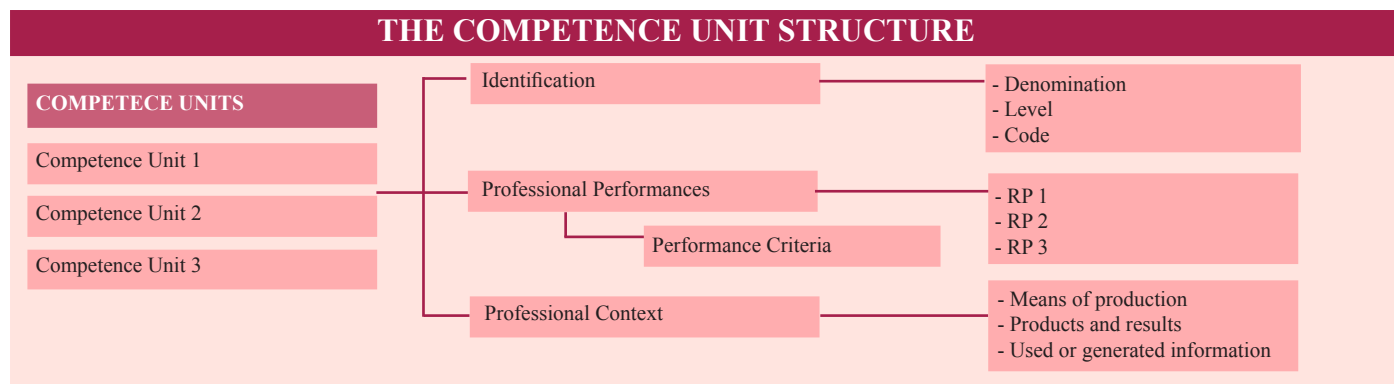 THE COMPETENCE UNIT STRUCTURE
COMPETECE UNITS
Competence Unit 1
Competence Unit 2
Competence Unit 3
Identification
- Denomination
- Level
- Code
Professional Performances
- RP 1
- RP 2
- RP 3
Performance Criteria
Professional Context
- Means of production
- Products and results
- Used or generated information